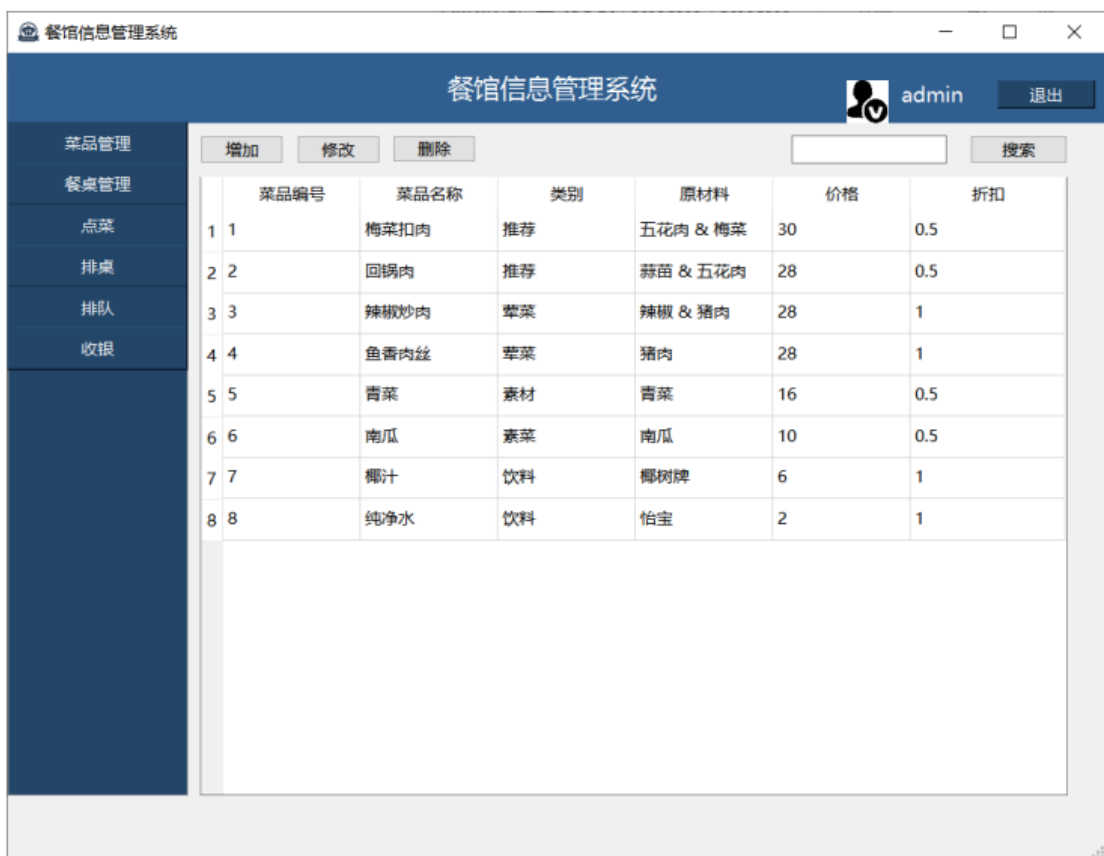 餐馆信息管理系统
餐馆信息管理系统 admin 退出
菜品管理
餐桌管理
点菜
排桌
排队
收银
增加 修改 删除 搜索
菜品编号 菜品名称 类别 原材料 价格 折扣
1 1 梅菜扣肉 推荐 五花肉 & 梅菜 30 0.5
2 2 回锅肉 推荐 蒜苗 & 五花肉 28 0.5
3 3 辣椒炒肉 荤菜 辣椒 & 猪肉 28 1
4 4 鱼香肉丝 荤菜 猪肉 28 1
5 5 青菜 素材 青菜 16 0.5
6 6 南瓜 素菜 南瓜 10 0.5
7 7 椰汁 饮料 椰树牌 6 1
8 8 纯净水 饮料 怡宝 2 1